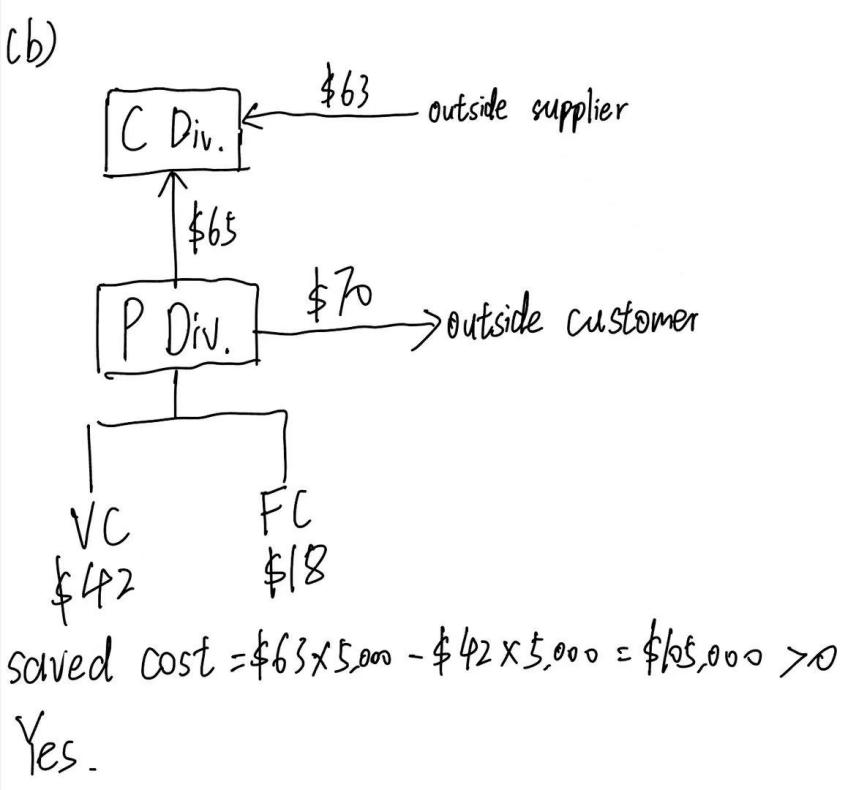 (b)
$63
outside supplier
C Div.
$65
$70
P Div.
outside customer
VC
FC
$42
$18
saved cost = $63×5,000 - $42×5,000 = $105,000 >0
Yes.